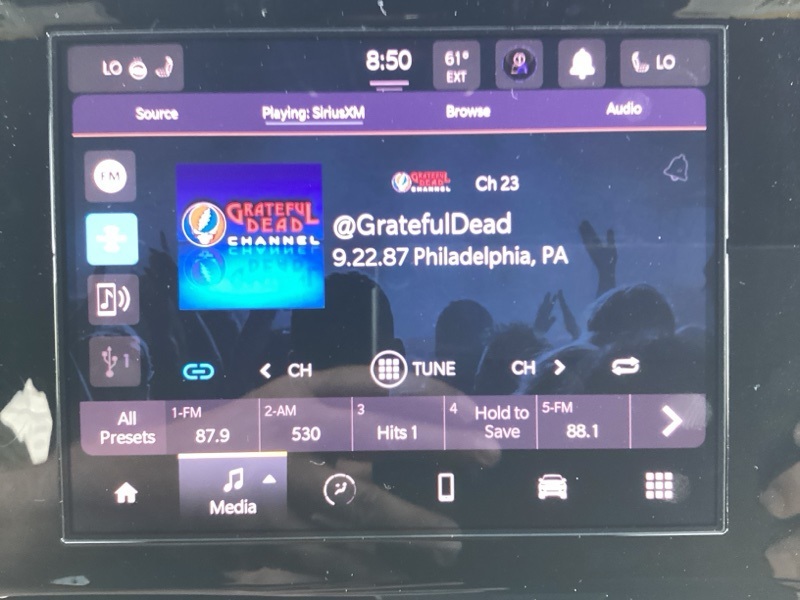 LO
8:50
61°
EXT
LO
Source
Playing: SiriusXM
Browse
Audio
FM
GRATEFUL DEAD
Ch 23
GRATEFUL
DEAD
CHANNEL
@GratefulDead
9.22.87 Philadelphia, PA
1
CH
TUNE
CH
All
Presets
1-FM
87.9
2-AM
530
3
Hits 1
4
Hold to
Save
5-FM
88.1
Media